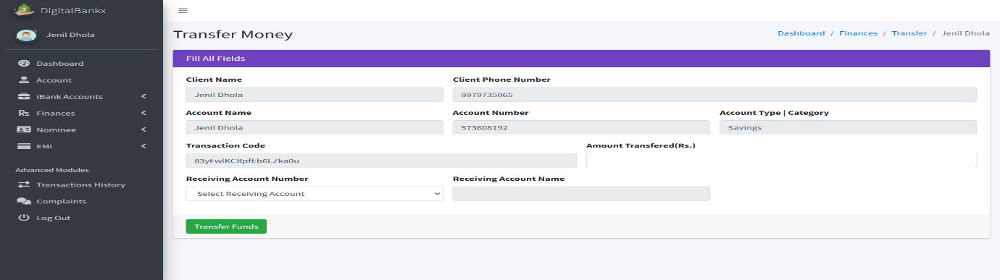 DigitalBankx
Jenil Dhola
Dashboard
Account
iBank Accounts
Rs Finances
Nominee
EMI
Advanced Modules
Transactions History
Complaints
Log Out
Transfer Money
Dashboard / Finances / Transfer / Jenil Dhola
Fill All Fields
Client Name Client Phone Number
Jenil Dhola 9979735065
Account Name Account Number Account Type | Category
Jenil Dhola 573608192 Savings
Transaction Code Amount Transfered(Rs.)
83yFwlKCRpfEb6LZka0u
Receiving Account Number Receiving Account Name
Select Receiving Account
Transfer Funds